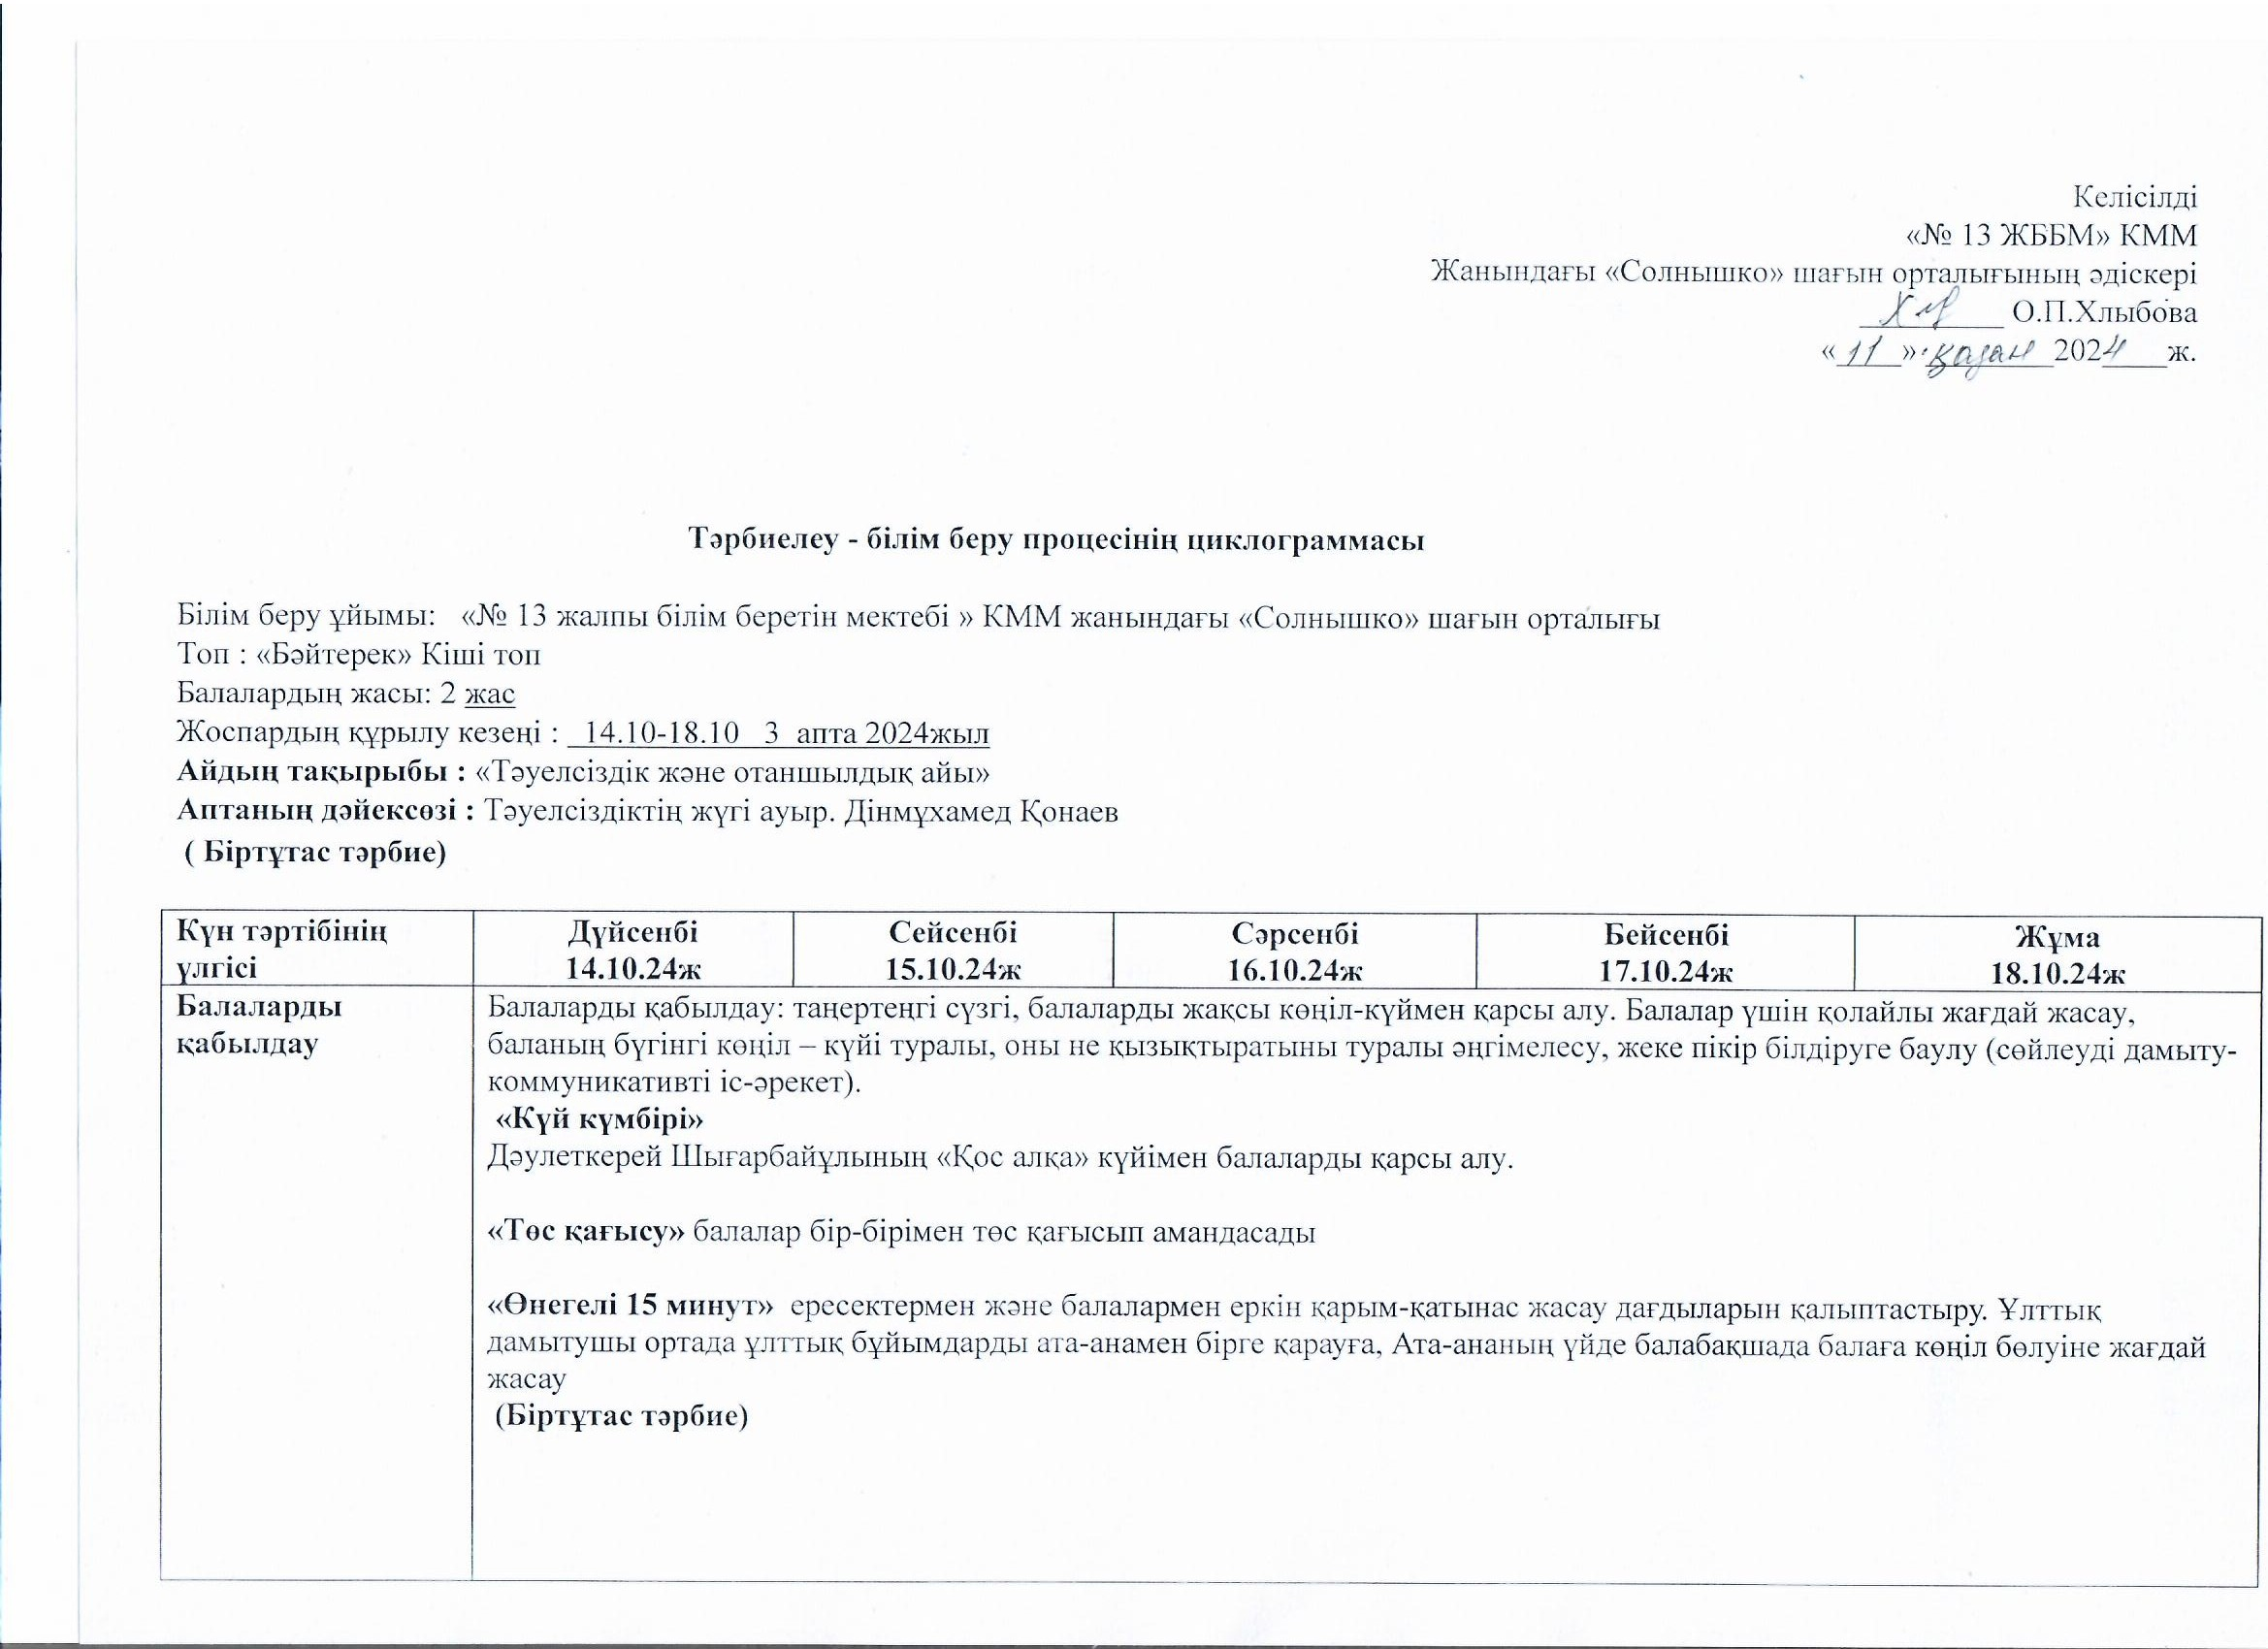 Келісілді
«№ 13 ЖББМ» КММ
Жанындағы «Солнышко» шағын орталығының әдіскері
_________ О.П.Хлыбова
«11» қазан 2024 ж.
Тәрбиелеу - білім беру процесінің циклограммасы
Білім беру ұйымы: «№ 13 жалпы білім беретін мектебі » КММ жанындағы «Солнышко» шағын орталығы
Топ : «Бәйтерек» Кіші топ
Балалардың жасы: 2 жас
Жоспардың құрылу кезеңі : 14.10-18.10 3 апта 2024жыл
Айдың тақырыбы : «Тәуелсіздік және отаншылдық айы»
Аптаның дәйексөзі : Тәуелсіздіктің жүгі ауыр. Дінмұхамед Қонаев
( Біртұтас тәрбие)
Күн тәртібінің үлгісі
Дүйсенбі 14.10.24ж
Сейсенбі 15.10.24ж
Сәрсенбі 16.10.24ж
Бейсенбі 17.10.24ж
Жұма 18.10.24ж
Балаларды қабылдау
Балаларды қабылдау: таңертеңгі сүзгі, балаларды жақсы көңіл-күймен қарсы алу. Балалар үшін қолайлы жағдай жасау,
баланың бүгінгі көңіл – күйі туралы, оны не қызықтыратыны туралы әңгімелесу, жеке пікір білдіруге баулу (сөйлеуді дамыту-
коммуникативті іс-әрекет).
«Күй күмбірі»
Дәулеткерей Шығарбайұлының «Қос алқа» күйімен балаларды қарсы алу.
«Төс қағысу» балалар бір-бірімен төс қағысып амандасады
«Өнегелі 15 минут» ересектермен және балалармен еркін қарым-қатынас жасау дағдыларын қалыптастыру. Ұлттық
дамытушы ортада ұлттық бұйымдарды ата-анамен бірге қарауға, Ата-ананың үйде балабақшада балаға көңіл бөлуіне жағдай
жасау
(Біртұтас тәрбие)